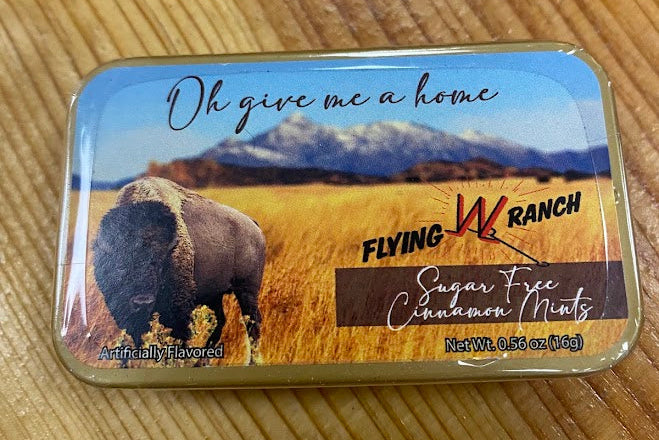 Oh give me a home
FLYING W RANCH
Sugar Free
Cinnamon Mints
Artificially Flavored
Net Wt. 0.56 oz (16g)